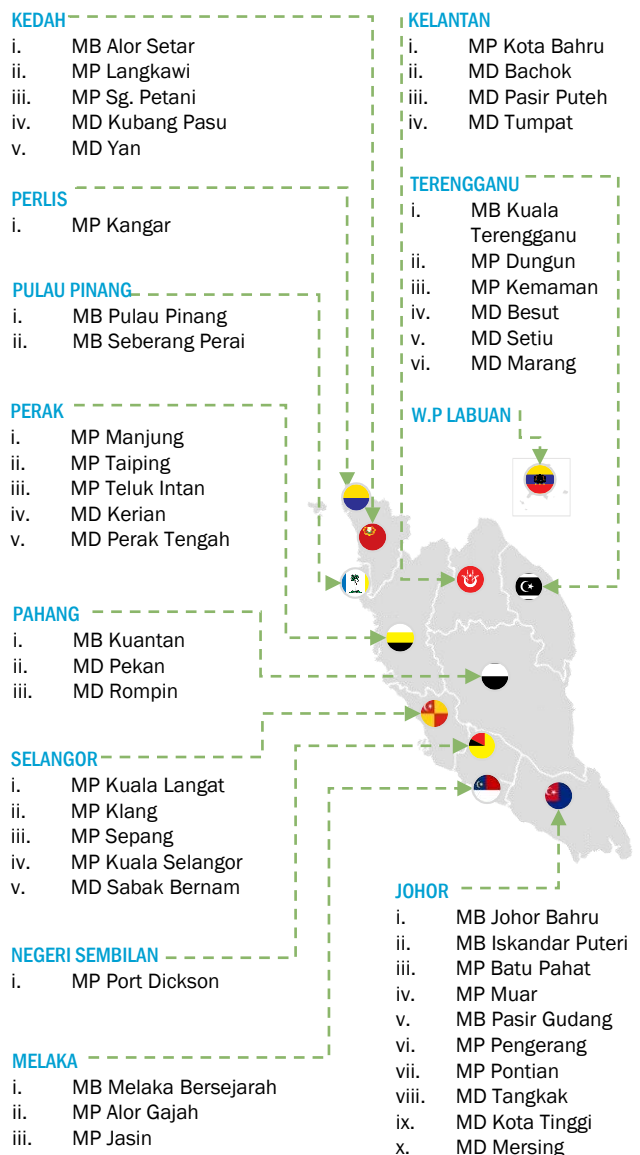 KEDAH
i. MB Alor Setar
ii. MP Langkawi
iii. MP Sg. Petani
iv. MD Kubang Pasu
v. MD Yan
PERLIS
i. MP Kangar
PULAU PINANG
i. MB Pulau Pinang
ii. MB Seberang Perai
PERAK
i. MP Manjung
ii. MP Taiping
iii. MP Teluk Intan
iv. MD Kerian
v. MD Perak Tengah
PAHANG
i. MB Kuantan
ii. MD Pekan
iii. MD Rompin
SELANGOR
i. MP Kuala Langat
ii. MP Klang
iii. MP Sepang
iv. MP Kuala Selangor
v. MD Sabak Bernam
NEGERI SEMBILAN
i. MP Port Dickson
MELAKA
i. MB Melaka Bersejarah
ii. MP Alor Gajah
iii. MP Jasin
KELANTAN
i. MP Kota Bahru
ii. MD Bachok
iii. MD Pasir Puteh
iv. MD Tumpat
TERENGGANU
i. MB Kuala
Terengganu
ii. MP Dungun
iii. MP Kemaman
iv. MD Besut
v. MD Setiu
vi. MD Marang
W.P LABUAN
JOHOR
i. MB Johor Bahru
ii. MB Iskandar Puteri
iii. MP Batu Pahat
iv. MP Muar
v. MB Pasir Gudang
vi. MP Pengerang
vii. MP Pontian
viii. MD Tangkak
ix. MD Kota Tinggi
x. MD Mersing